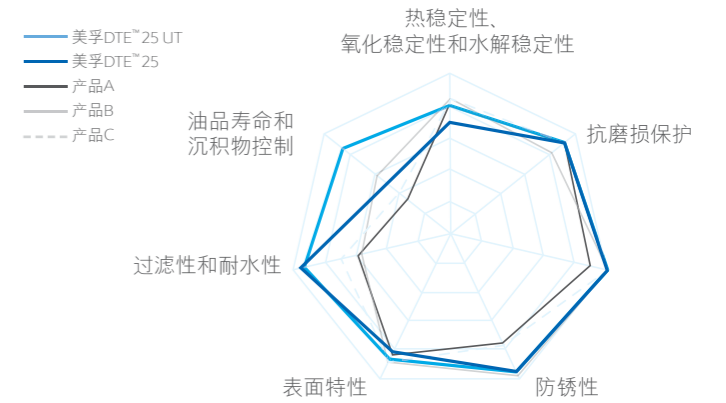 热稳定性、
氧化稳定性和水解稳定性
美孚DTE™25 UT
美孚DTE™25
产品A
产品B
产品C
油品寿命和
沉积物控制
抗磨损保护
过滤性和耐水性
表面特性
防锈性